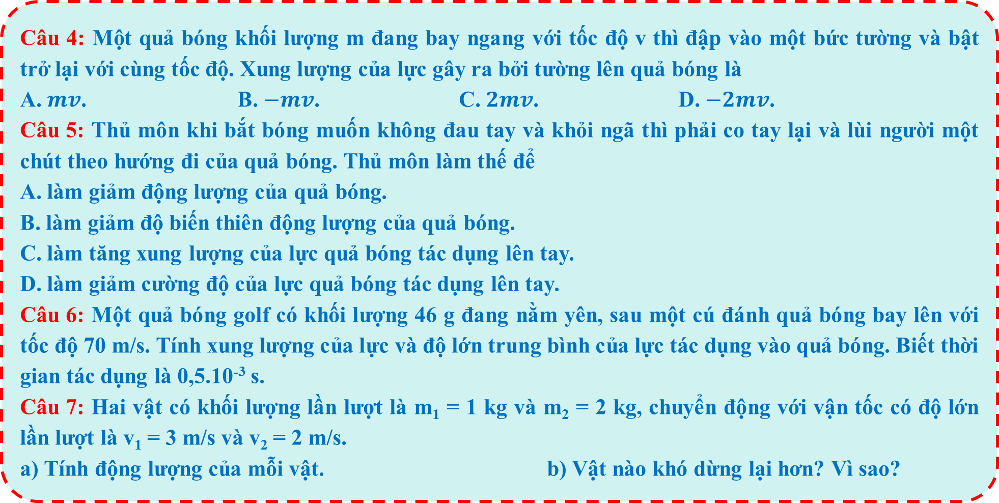 Câu 4: Một quả bóng khối lượng m đang bay ngang với tốc độ v thì đập vào một bức tường và bật
trở lại với cùng tốc độ. Xung lượng của lực gây ra bởi tường lên quả bóng là
A. mv. B. −mv. C. 2mv. D. −2mv.
Câu 5: Thủ môn khi bắt bóng muốn không đau tay và khỏi ngã thì phải co tay lại và lùi người một
chút theo hướng đi của quả bóng. Thủ môn làm thế để
A. làm giảm động lượng của quả bóng.
B. làm giảm độ biến thiên động lượng của quả bóng.
C. làm tăng xung lượng của lực quả bóng tác dụng lên tay.
D. làm giảm cường độ của lực quả bóng tác dụng lên tay.
Câu 6: Một quả bóng golf có khối lượng 46 g đang nằm yên, sau một cú đánh quả bóng bay lên với
tốc độ 70 m/s. Tính xung lượng của lực và độ lớn trung bình của lực tác dụng vào quả bóng. Biết thời
gian tác dụng là 0,5.10⁻³ s.
Câu 7: Hai vật có khối lượng lần lượt là m₁ = 1 kg và m₂ = 2 kg, chuyển động với vận tốc có độ lớn
lần lượt là v₁ = 3 m/s và v₂ = 2 m/s.
a) Tính động lượng của mỗi vật. b) Vật nào khó dừng lại hơn? Vì sao?